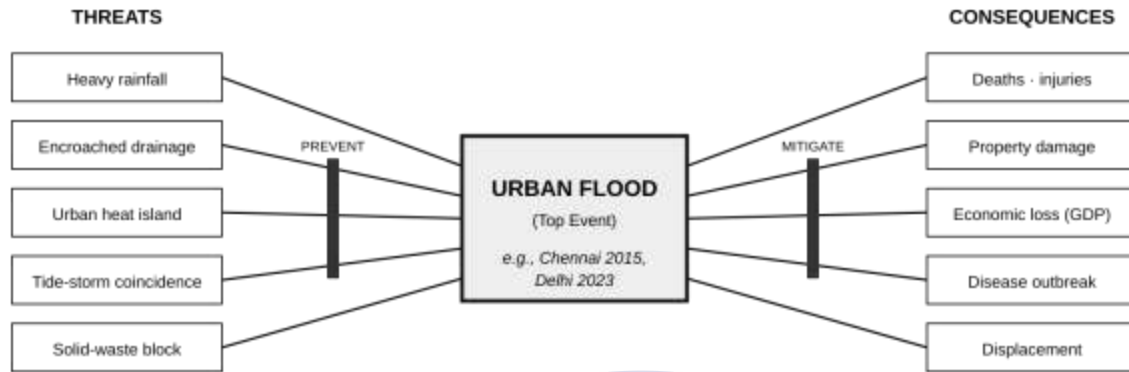 THREATS
CONSEQUENCES
Heavy rainfall
Encroached drainage
Urban heat island
Tide-storm coincidence
Solid-waste block
PREVENT
URBAN FLOOD
(Top Event)
e.g., Chennai 2015,
Delhi 2023
MITIGATE
Deaths · injuries
Property damage
Economic loss (GDP)
Disease outbreak
Displacement